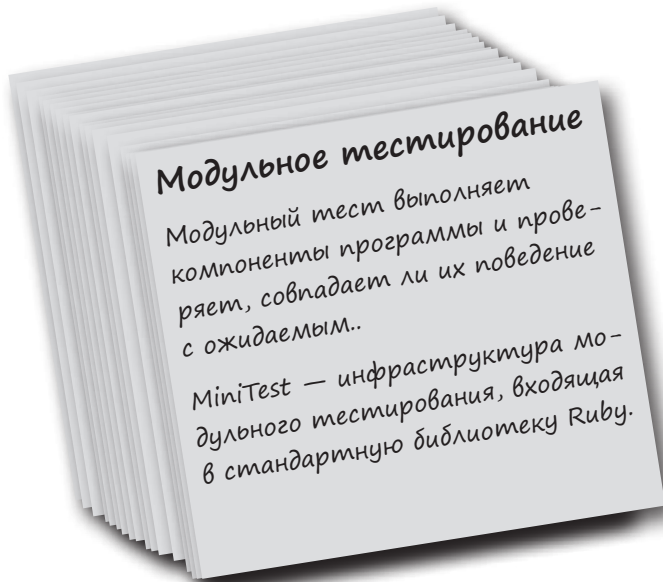 Модульное тестирование
Модульный тест выполняет
компоненты программы и прове-
ряет, совпадает ли их поведение
с ожидаемым..
MiniTest — инфраструктура мо-
дульного тестирования, входящая
в стандартную библиотеку Ruby.